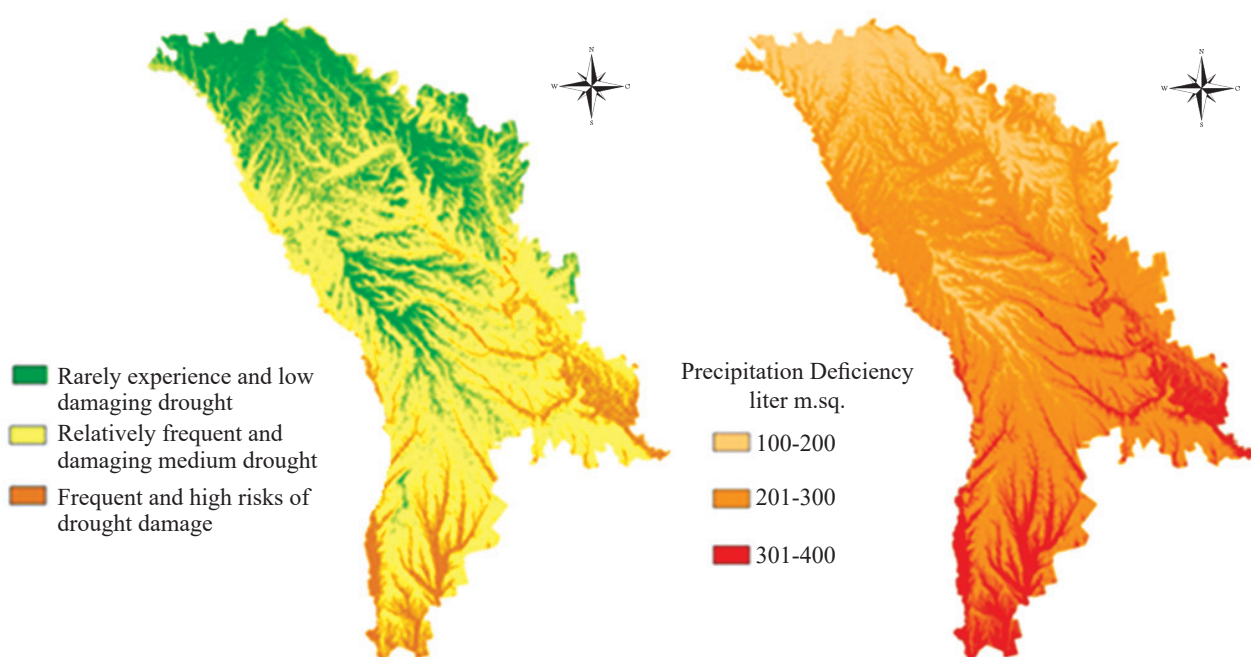 N
W
O
S
N
W
O
S
Rarely experience and low
damaging drought
Relatively frequent and
damaging medium drought
Frequent and high risks of
drought damage
Precipitation Deficiency
liter m.sq.
100-200
201-300
301-400